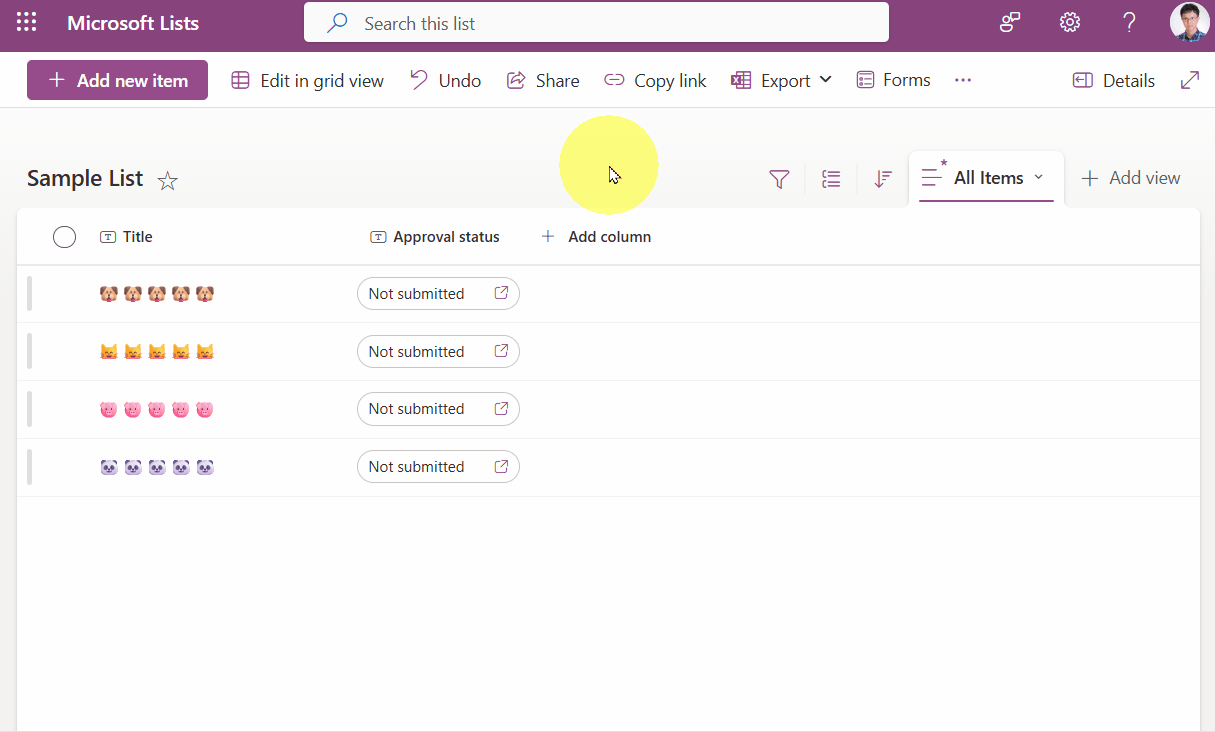 Microsoft Lists Search this list
Add new item Edit in grid view Undo Share Copy link Export Forms ... Details
Sample List All Items Add view
Title Approval status Add column
🐶 🐶 🐶 🐶 🐶 Not submitted
😸 😸 😸 😸 😸 Not submitted
🐷 🐷 🐷 🐷 🐷 Not submitted
🐼 🐼 🐼 🐼 🐼 Not submitted